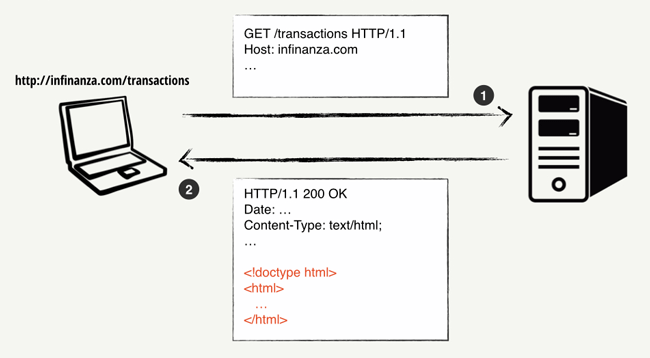 GET /transactions HTTP/1.1
Host: infinanza.com
…
http://infinanza.com/transactions
1
2
HTTP/1.1 200 OK
Date: …
Content-Type: text/html;
…
<!doctype html>
<html>
…
</html>